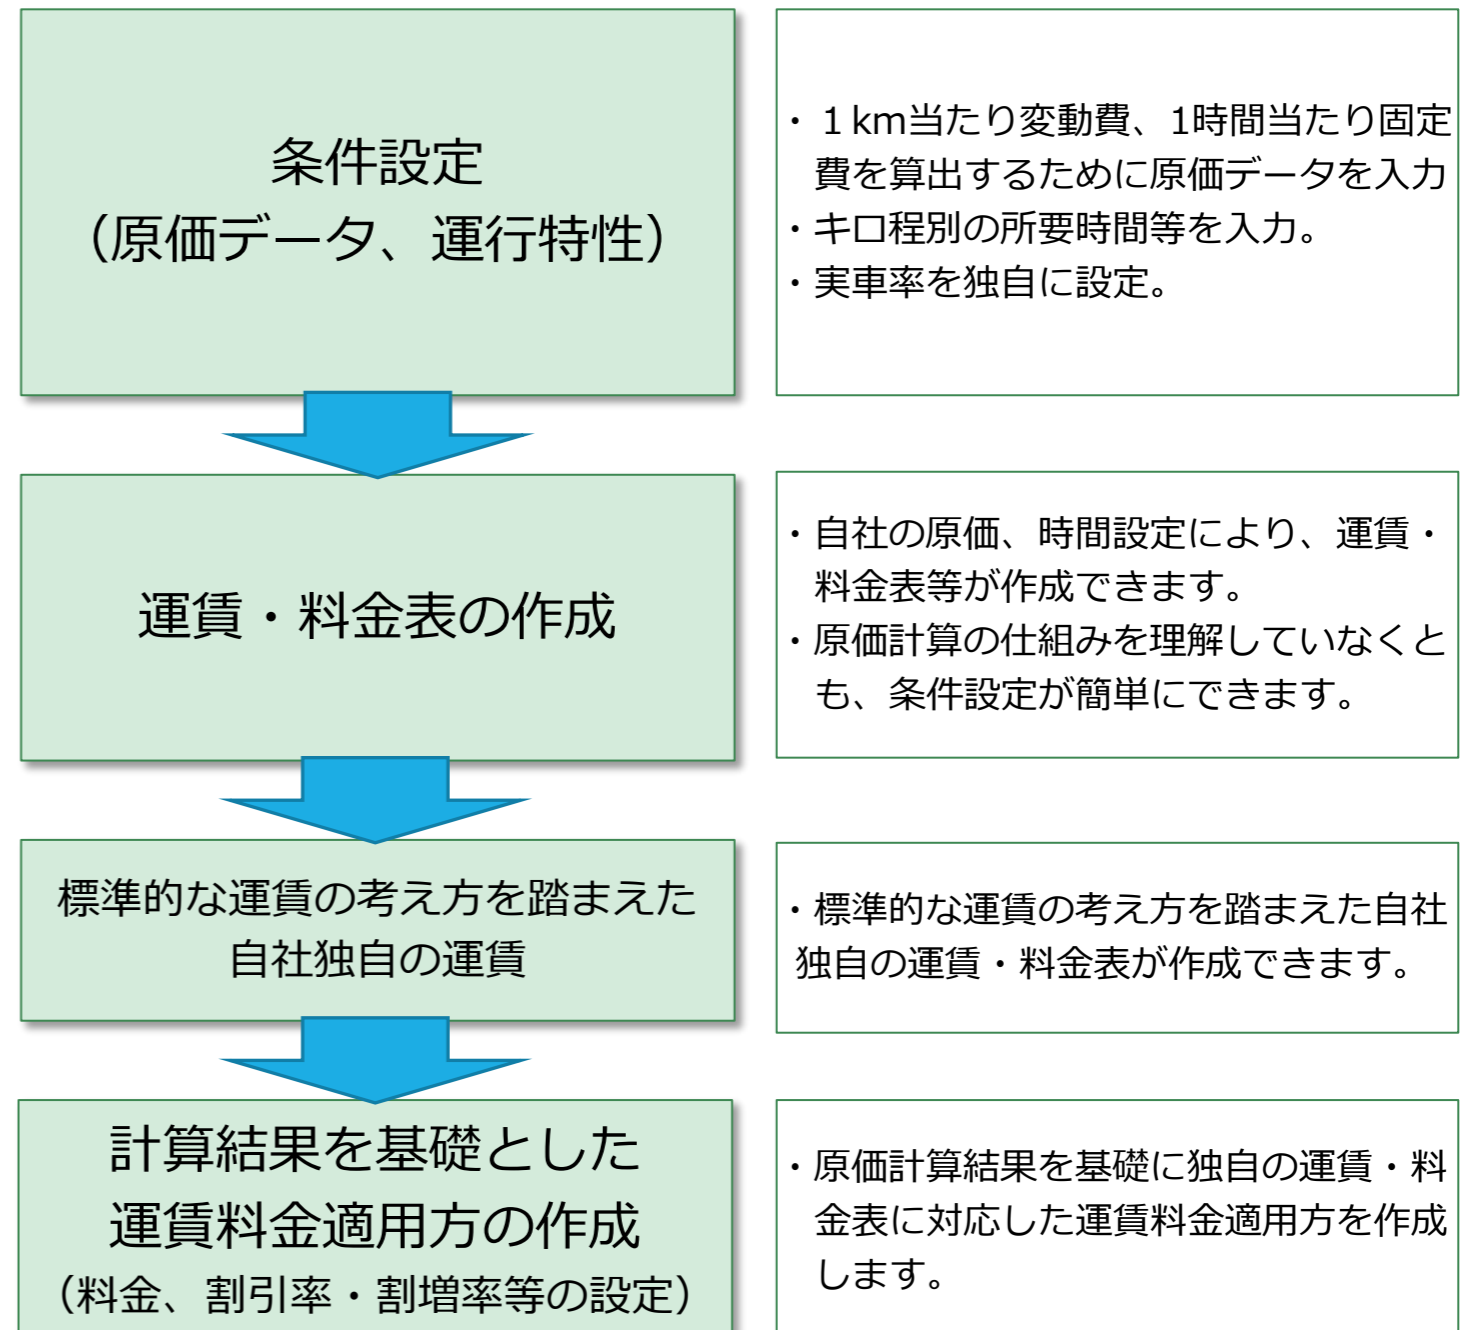 条件設定
（原価データ、運行特性）
・１km当たり変動費、1時間当たり固定
費を算出するために原価データを入力
・キロ程別の所要時間等を入力。
・実車率を独自に設定。
運賃・料金表の作成
・自社の原価、時間設定により、運賃・
料金表等が作成できます。
・原価計算の仕組みを理解していなくと
も、条件設定が簡単にできます。
標準的な運賃の考え方を踏まえた
自社独自の運賃
・標準的な運賃の考え方を踏まえた自社
独自の運賃・料金表が作成できます。
計算結果を基礎とした
運賃料金適用方の作成
（料金、割引率・割増率等の設定）
・原価計算結果を基礎に独自の運賃・料
金表に対応した運賃料金適用方を作成
します。